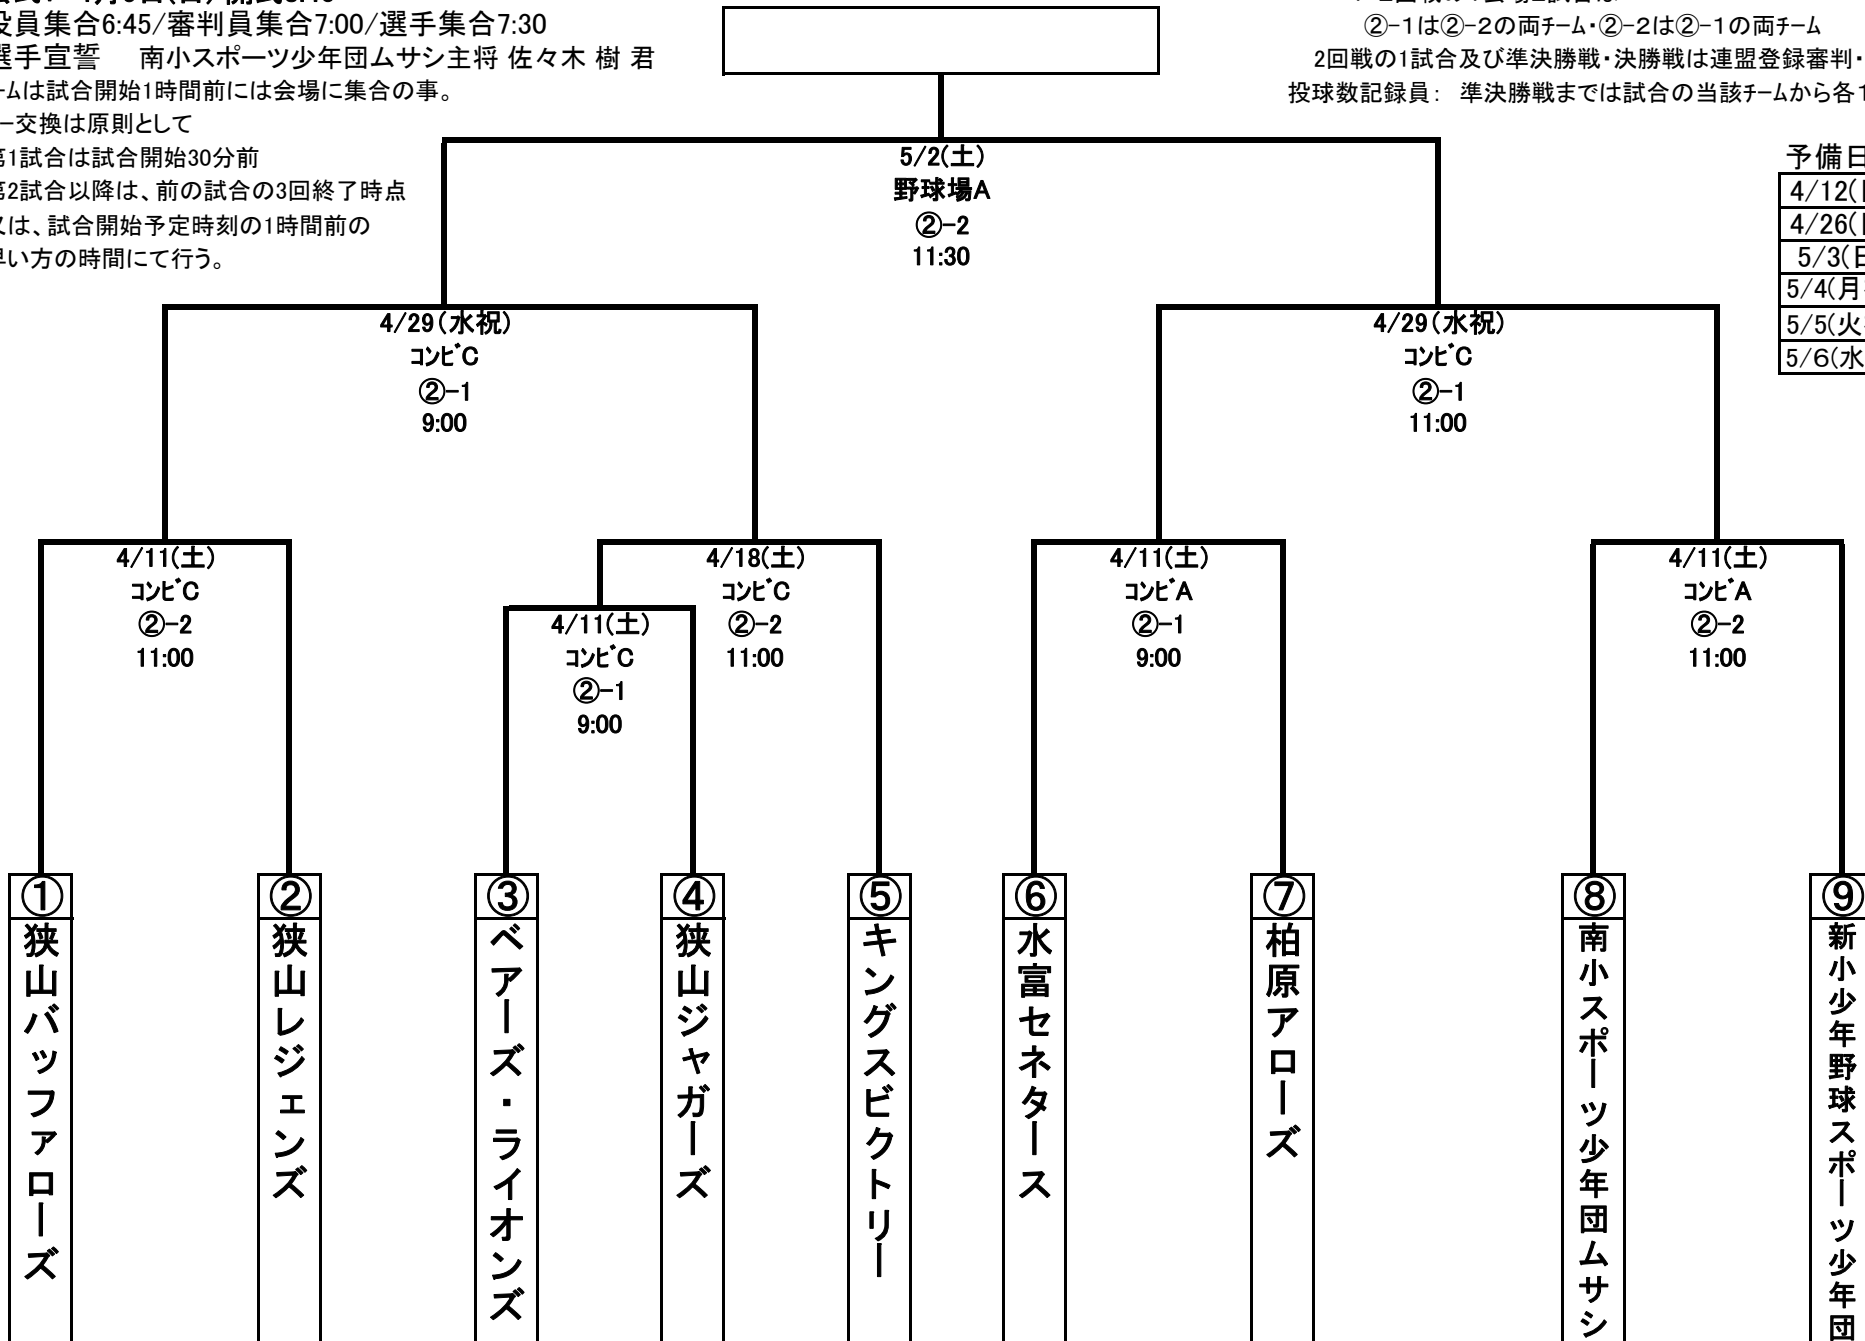 役員集合6:45/審判員集合7:00/選手集合7:30
選手宣誓　南小スポーツ少年団ムサシ主将 佐々木 樹 君
ームは試合開始1時間前には会場に集合の事。
ー交換は原則として
第1試合は試合開始30分前
第2試合以降は、前の試合の3回終了時点
又は、試合開始予定時刻の1時間前の
早い方の時間にて行う。
②-1は②-2の両チーム・②-2は②-1の両チーム
2回戦の1試合及び準決勝戦・決勝戦は連盟登録審判・
投球数記録員： 準決勝戦までは試合の当該チームから各1
予備日
4/12(
4/26(
5/3(日
5/4(月
5/5(火
5/6(水
5/2(土)
野球場A
②-2
11:30
4/29(水祝)
コンビC
②-1
9:00
4/29(水祝)
コンビC
②-1
11:00
4/11(土)
コンビC
②-2
11:00
4/18(土)
コンビC
②-2
11:00
4/11(土)
コンビC
②-1
9:00
4/11(土)
コンビA
②-1
9:00
4/11(土)
コンビA
②-2
11:00
①
狭山バッファローズ
②
狭山レジェンズ
③
ベアーズ・ライオンズ
④
狭山ジャガーズ
⑤
キングスビクトリー
⑥
水富セネタース
⑦
柏原アローズ
⑧
南小スポーツ少年団ムサシ
⑨
新小少年野球スポーツ少年団